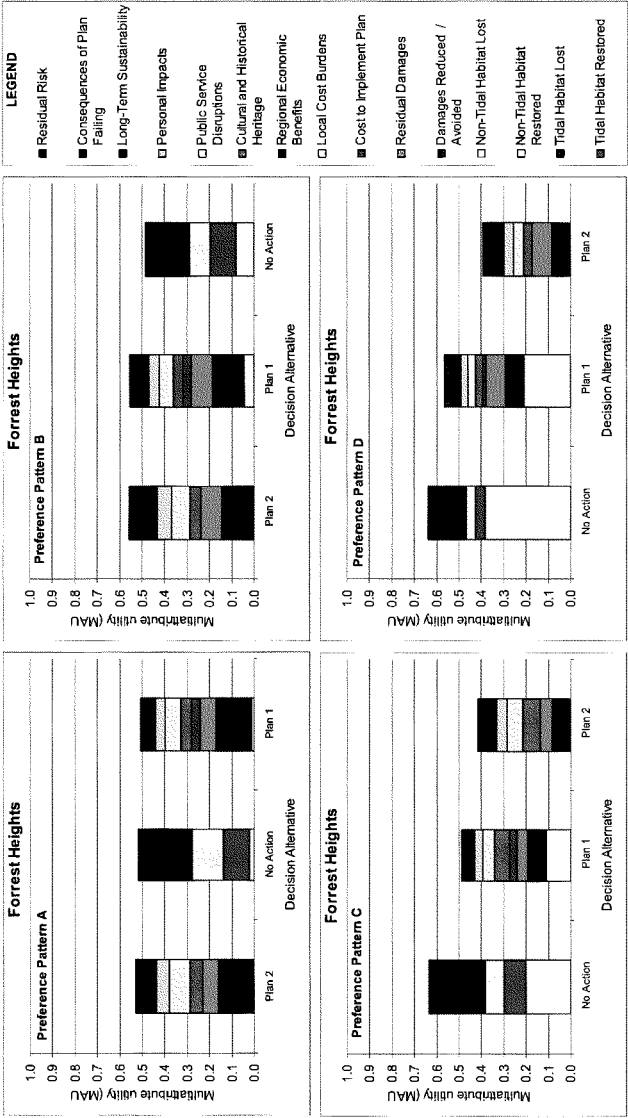 Forrest Heights
Preference Pattern A
Multiattribute utility (MAU)
1.0
0.9
0.8
0.7
0.6
0.5
0.4
0.3
0.2
0.1
0.0
Plan 2
No Action
Plan 1
Decision Alternative
Forrest Heights
Preference Pattern B
Multiattribute utility (MAU)
1.0
0.9
0.8
0.7
0.6
0.5
0.4
0.3
0.2
0.1
0.0
Plan 2
Plan 1
No Action
Decision Alternative
Forrest Heights
Preference Pattern C
Multiattribute utility (MAU)
1.0
0.9
0.8
0.7
0.6
0.5
0.4
0.3
0.2
0.1
0.0
No Action
Plan 1
Plan 2
Decision Alternative
Forrest Heights
Preference Pattern D
Multiattribute utility (MAU)
1.0
0.9
0.8
0.7
0.6
0.5
0.4
0.3
0.2
0.1
0.0
No Action
Plan 1
Plan 2
Decision Alternative
LEGEND
Residual Risk
Consequences of Plan
Failing
Long-Term Sustainability
Personal Impacts
Public Service
Disruptions
Cultural and Historical
Heritage
Regional Economic
Benefits
Local Cost Burdens
Cost to Implement Plan
Residual Damages
Damages Reduced /
Avoided
Non-Tidal Habitat Lost
Non-Tidal Habitat
Restored
Tidal Habitat Lost
Tidal Habitat Restored